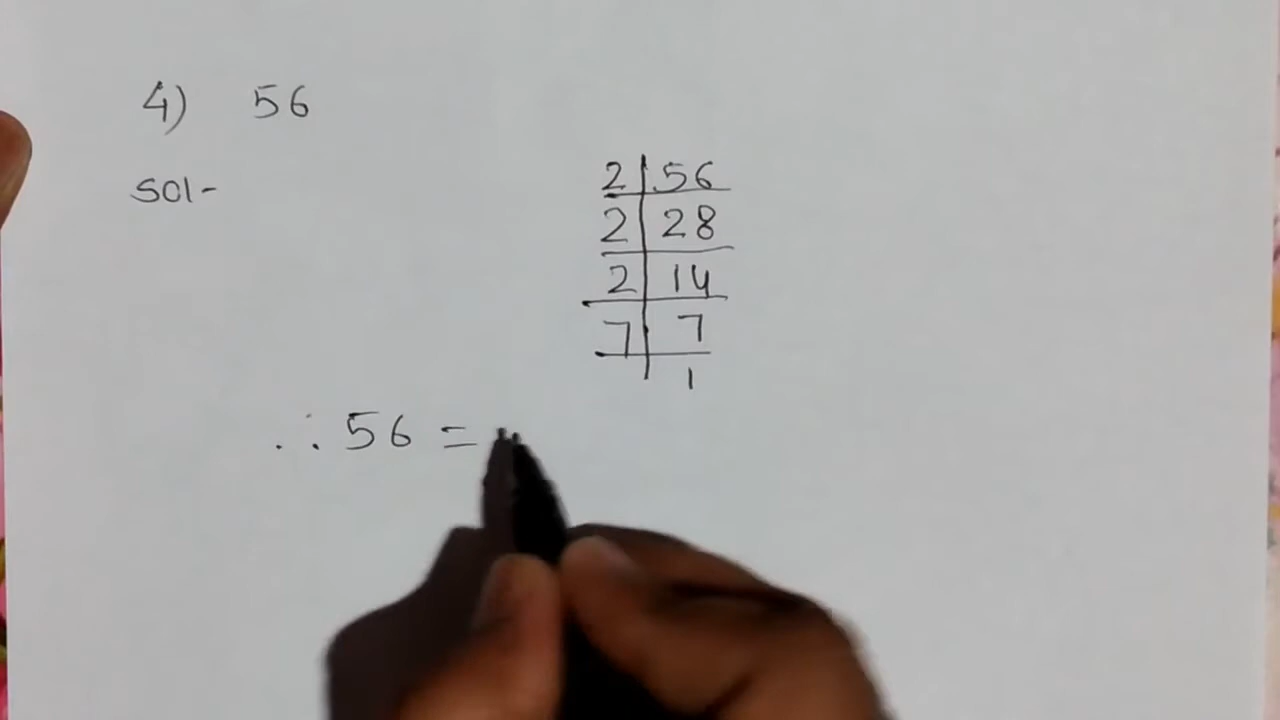 4) 56
Sol-
2 | 56
2 | 28
2 | 14
7 | 7
1
∴ 56 =